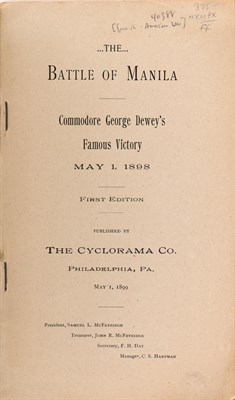 40388
...THE...
BATTLE OF MANILA
Commodore George Dewey's
Famous Victory
MAY 1, 1898
FIRST EDITION
PUBLISHED BY
THE CYCLORAMA CO.
PHILADELPHIA, PA.
MAY 1, 1899
President, SAMUEL L. MCFETRIDGE
Treasurer, JOHN R. MCFETRIDGE
Secretary, F. H. DAY
Manager, C. S. HARTMAN